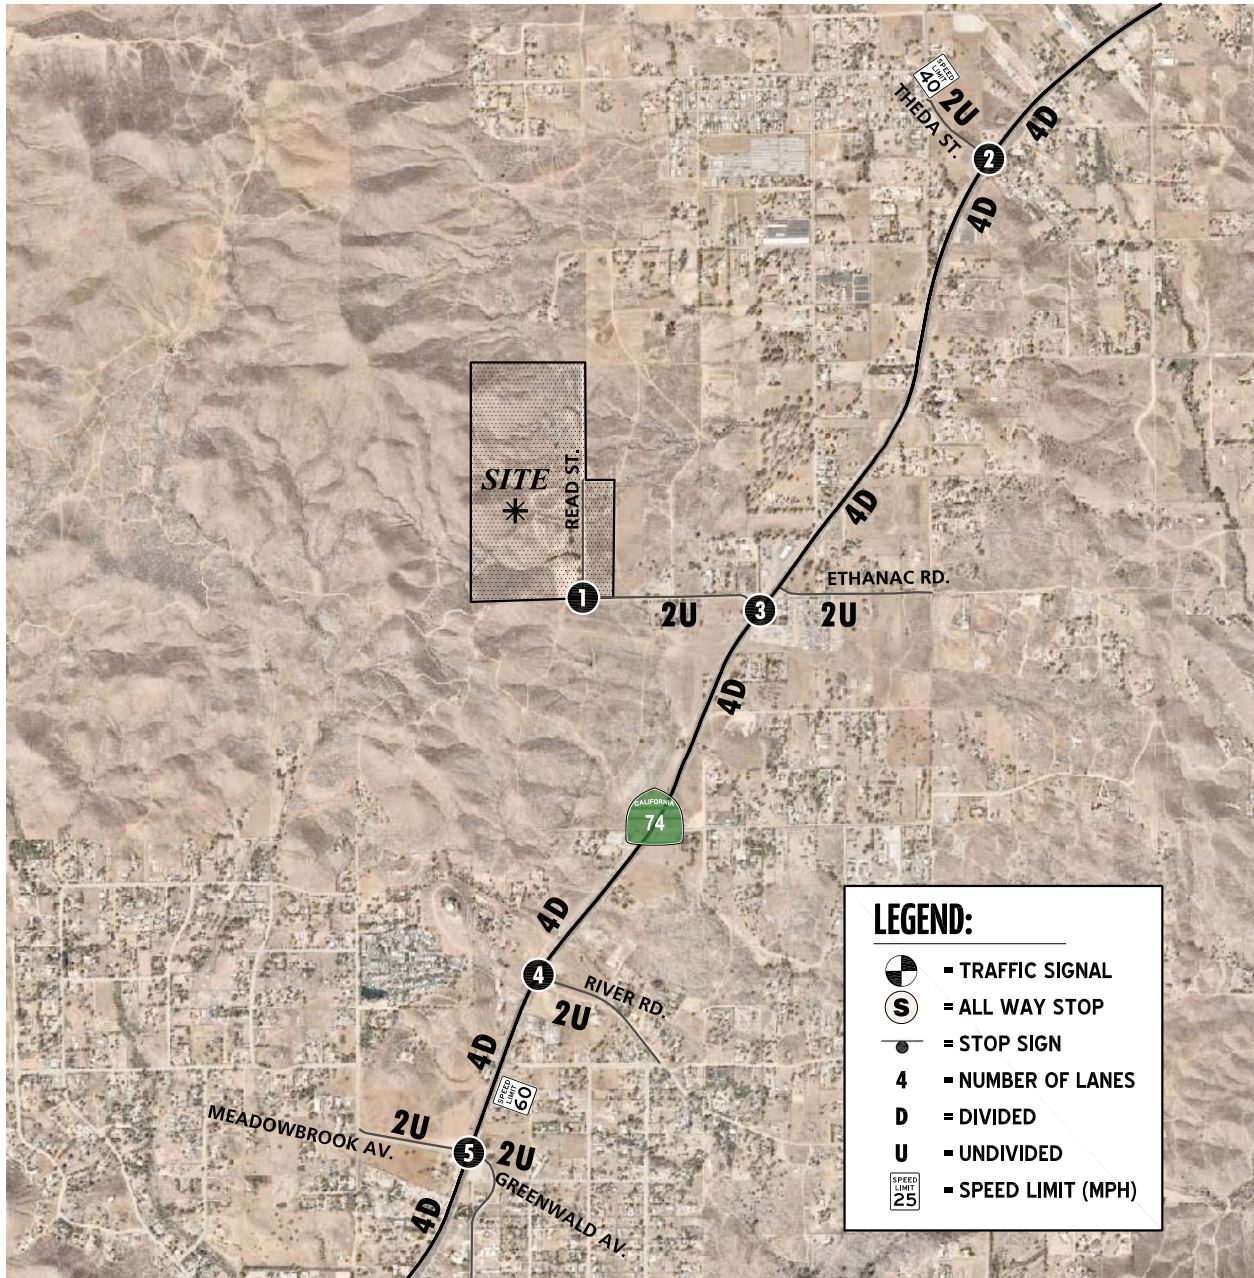 SPEED
LIMIT
40
2U
THEDA ST.
4D
2
4D
SITE
READ ST.
4D
ETHANAC RD.
1
2U
3
2U
4D
CALIFORNIA
74
4D
4
RIVER RD.
2U
4D
SPEED
LIMIT
60
MEADOWBROOK AV.
2U
5
2U
GREENWALD AV.
4D
LEGEND:
= TRAFFIC SIGNAL
S = ALL WAY STOP
= STOP SIGN
4 = NUMBER OF LANES
D = DIVIDED
U = UNDIVIDED
SPEED
LIMIT
25
= SPEED LIMIT (MPH)